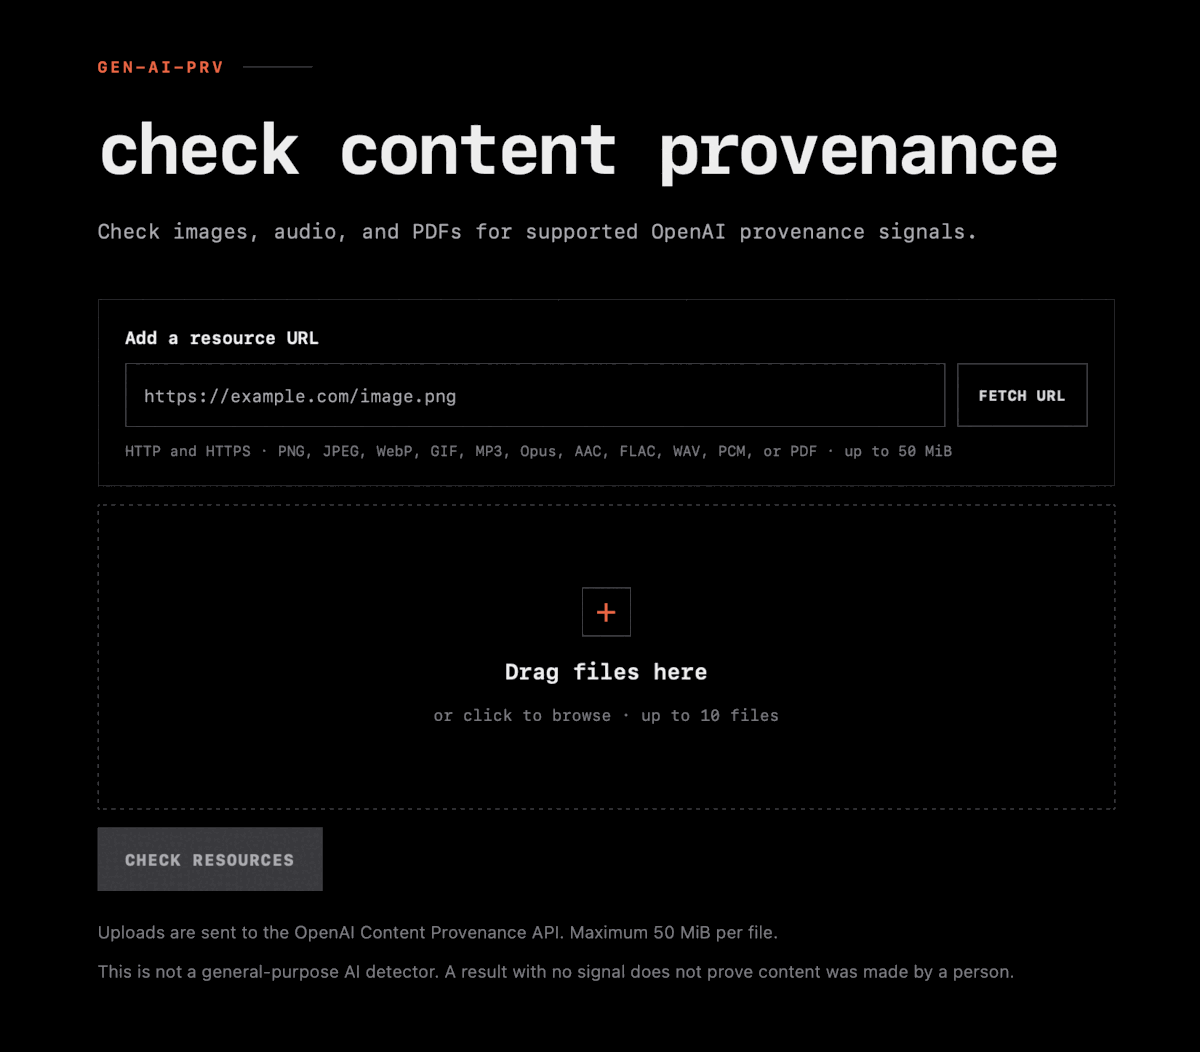 GEN-AI-PRV
check content provenance
Check images, audio, and PDFs for supported OpenAI provenance signals.
Add a resource URL
https://example.com/image.png
FETCH URL
HTTP and HTTPS · PNG, JPEG, WebP, GIF, MP3, Opus, AAC, FLAC, WAV, PCM, or PDF · up to 50 MiB
+
Drag files here
or click to browse · up to 10 files
CHECK RESOURCES
Uploads are sent to the OpenAI Content Provenance API. Maximum 50 MiB per file.
This is not a general-purpose AI detector. A result with no signal does not prove content was made by a person.